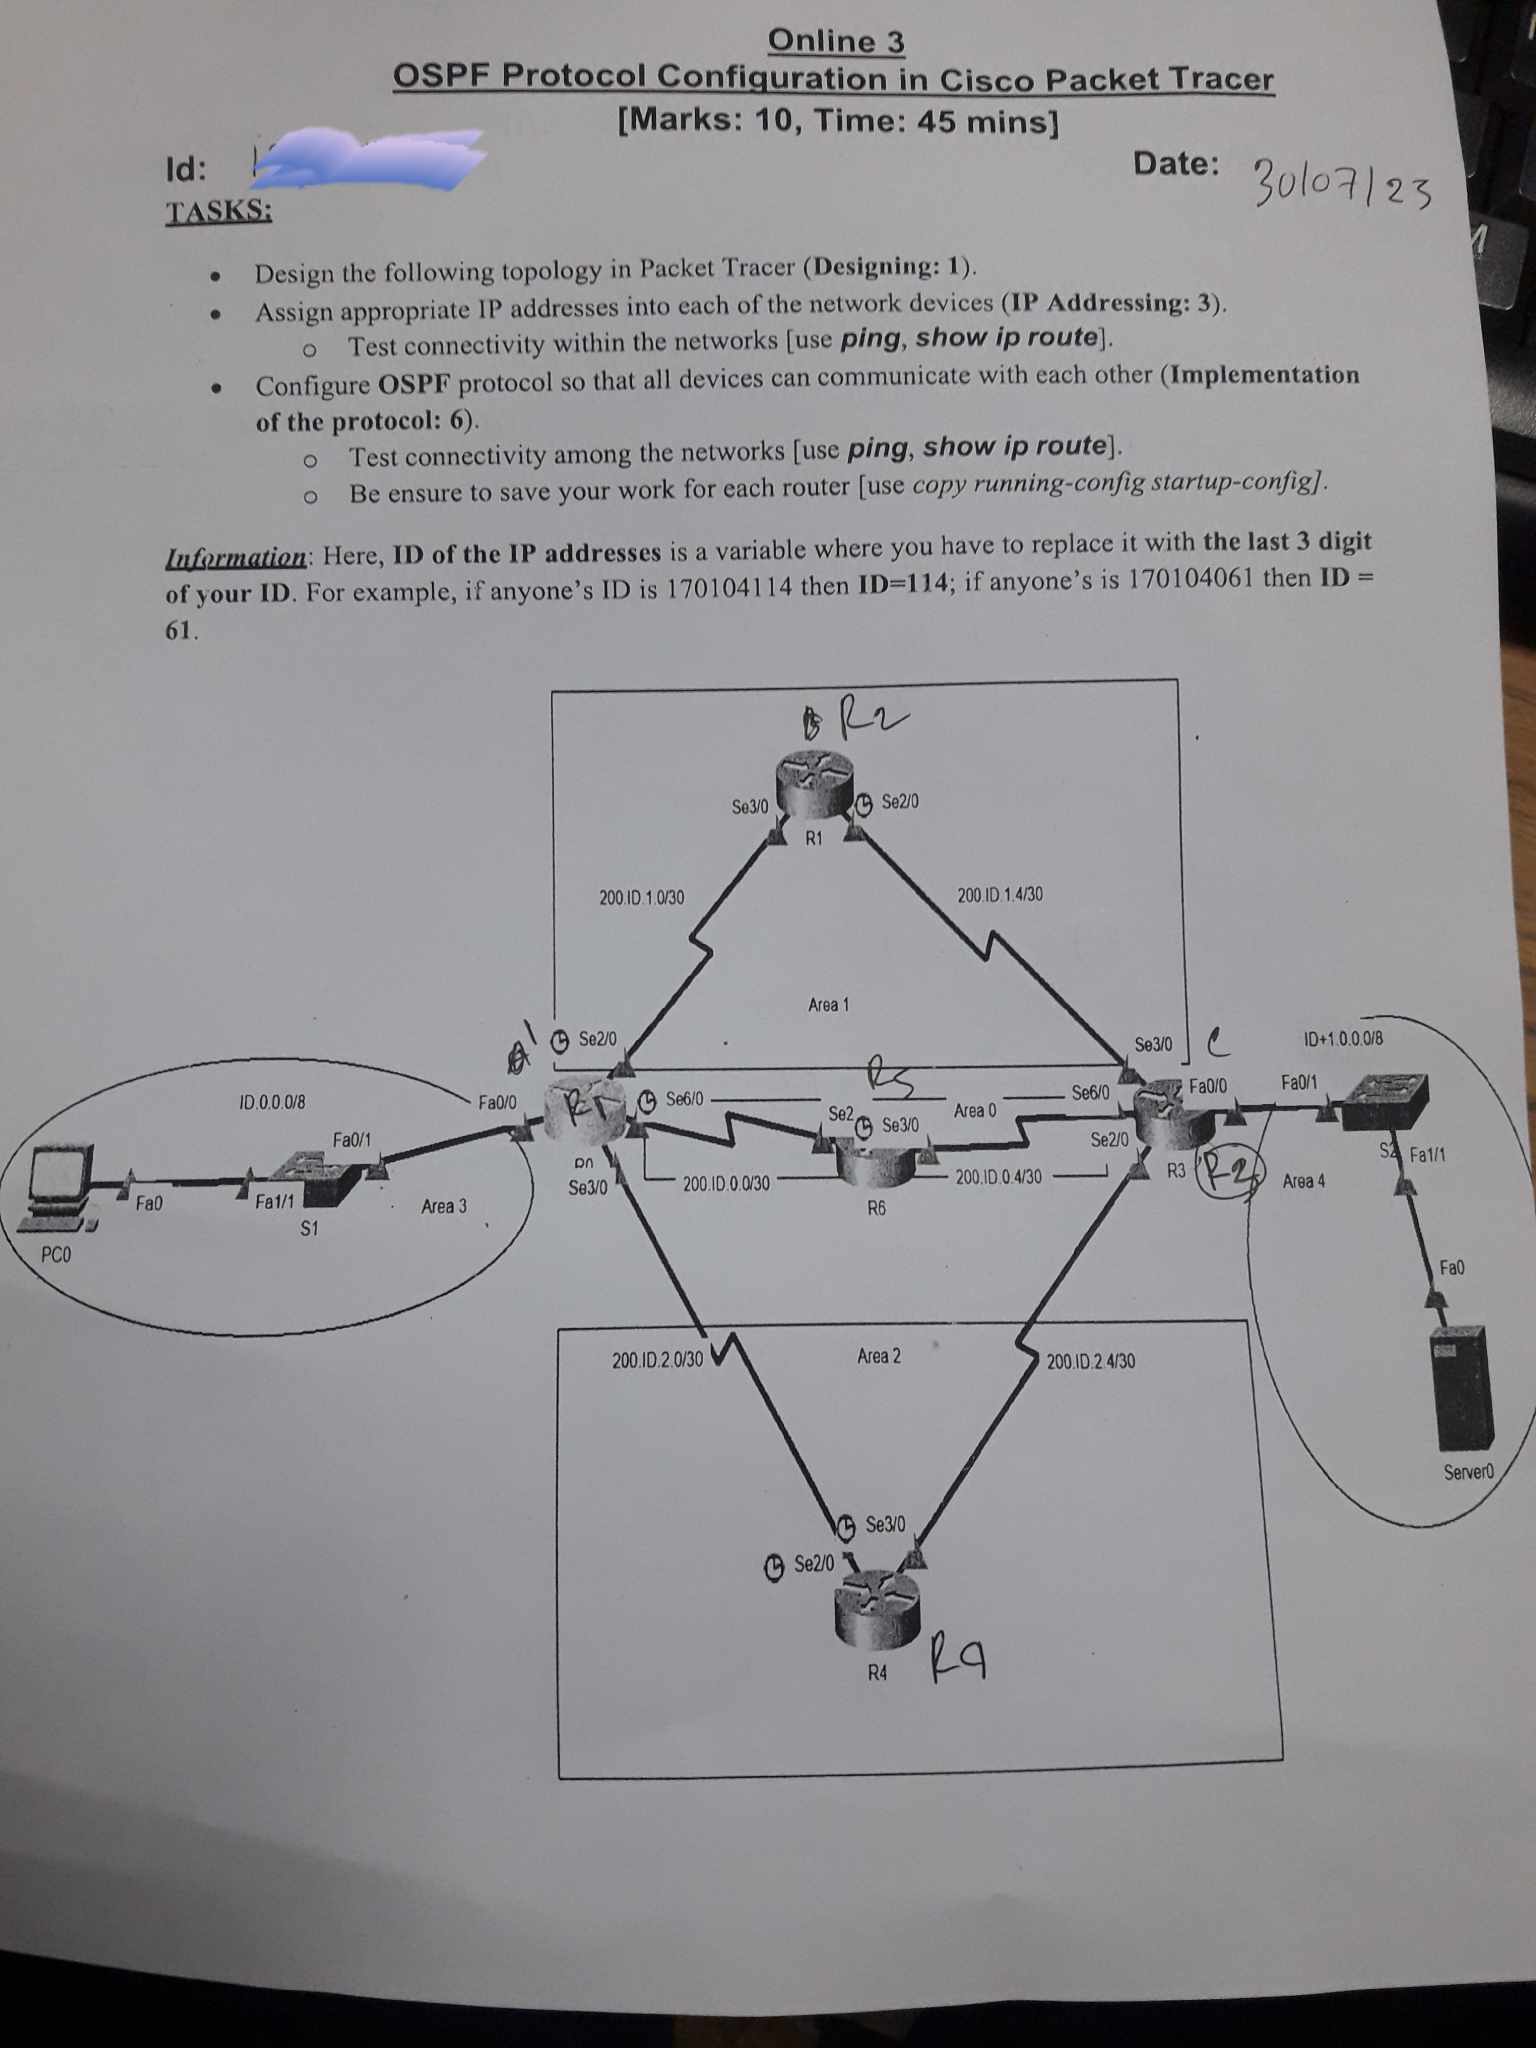 Online 3
OSPF Protocol Configuration in Cisco Packet Tracer
[Marks: 10, Time: 45 mins]
Id:
Date: 30/07/23
TASKS:
• Design the following topology in Packet Tracer (Designing: 1).
• Assign appropriate IP addresses into each of the network devices (IP Addressing: 3).
o Test connectivity within the networks [use ping, show ip route].
• Configure OSPF protocol so that all devices can communicate with each other (Implementation
of the protocol: 6).
o Test connectivity among the networks [use ping, show ip route].
o Be ensure to save your work for each router [use copy running-config startup-config].
Information: Here, ID of the IP addresses is a variable where you have to replace it with the last 3 digit
of your ID. For example, if anyone's ID is 170104114 then ID=114; if anyone's is 170104061 then ID =
61.
R2
Se3/0
Se2/0
R1
200.ID.1.0/30
200.ID.1.4/30
Area 1
Se2/0
Se3/0
C
ID+1.0.0.0/8
R5
ID.0.0.0/8
Fa0/0
R1
Se6/0
Se2
Se3/0
Area 0
Se6/0
Fa0/0
Fa0/1
Fa0/1
Se2/0
S2
Fa1/1
Fa0
Fa1/1
S1
Area 3
Se3/0
200.ID.0.0/30
R6
200.ID.0.4/30
R3
Area 4
PC0
Fa0
200.ID.2.0/30
Area 2
200.ID.2.4/30
Server0
Se3/0
Se2/0
R4
R4